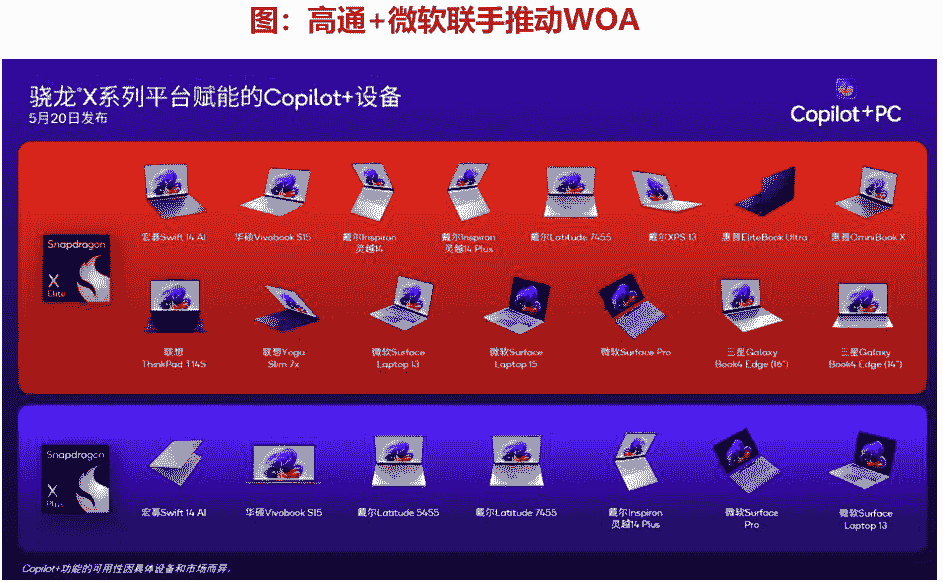 图：高通+微软联手推动WOA
骁龙®X系列平台赋能的Copilot+设备
5月20日发布
Copilot+PC
Snapdragon
X
Elite
宏碁Swift 14 AI
华硕Vivobook S15
戴尔Inspiron
灵越14
戴尔Inspiron
灵越14 Plus
戴尔Latitude 7455
戴尔XPS 13
惠普EliteBook Ultra
惠普OmniBook X
联想
ThinkPad T14S
联想Yoga
Slim 7x
微软Surface
Laptop 13
微软Surface
Laptop 15
微软Surface Pro
三星Galaxy
Book4 Edge (16")
三星Galaxy
Book4 Edge (14")
Snapdragon
X
Plus
宏碁Swift 14 AI
华硕Vivobook S15
戴尔Latitude 5455
戴尔Latitude 7455
戴尔Inspiron
灵越14 Plus
微软Surface
Pro
微软Surface
Laptop 13
Copilot+功能的可用性因具体设备和市场而异。